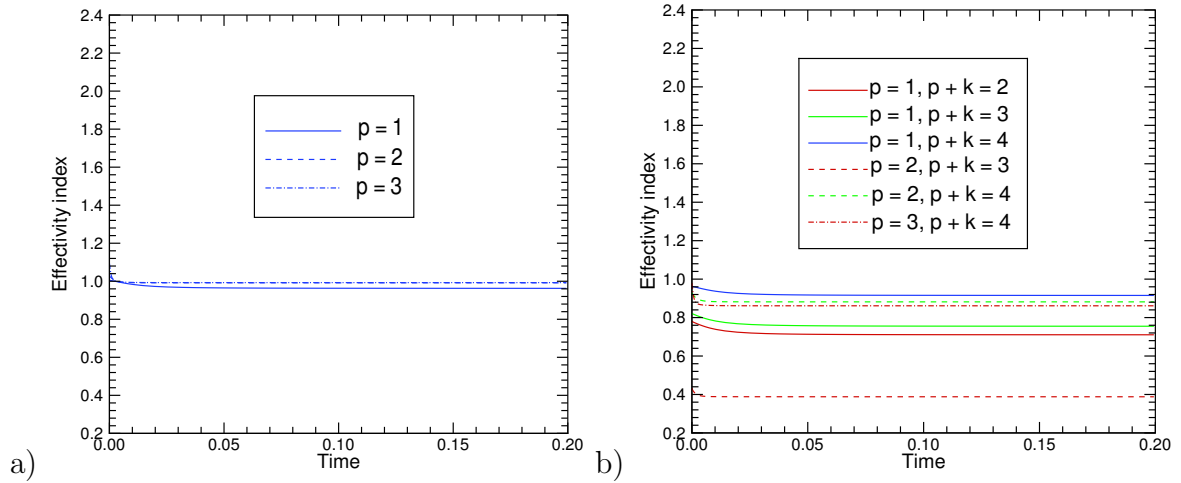 2.4
2.2
2.0
1.8
1.6
1.4
1.2
1.0
0.8
0.6
0.4
0.2
Effectivity index
p = 1
p = 2
p = 3
0.00
0.05
0.10
0.15
0.20
Time
a)
2.4
2.2
2.0
1.8
1.6
1.4
1.2
1.0
0.8
0.6
0.4
0.2
Effectivity index
p = 1, p + k = 2
p = 1, p + k = 3
p = 1, p + k = 4
p = 2, p + k = 3
p = 2, p + k = 4
p = 3, p + k = 4
0.00
0.05
0.10
0.15
0.20
Time
b)